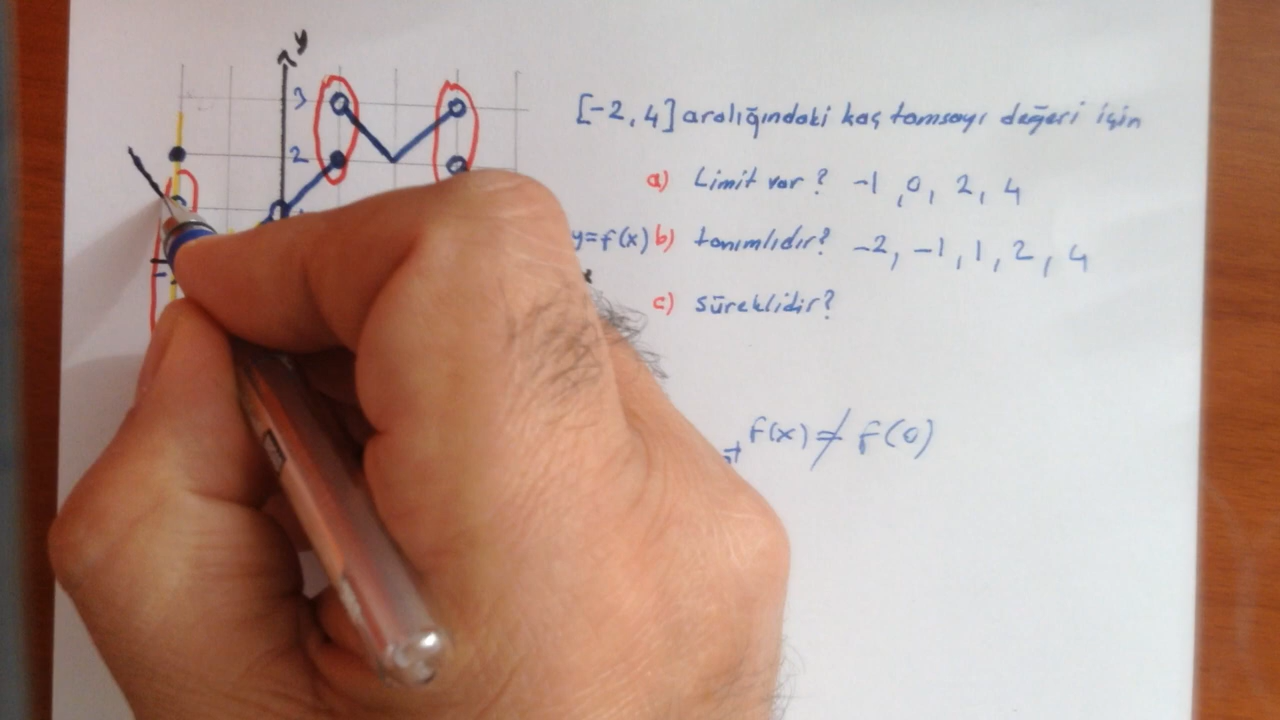 y
3
[-2, 4] aralığındaki kaç tamsayı değeri için
2
a) Limit var? -1, 0, 2, 4
y=f(x) b) tanımlıdır? -2, -1, 1, 2, 4
c) süreklidir?
f(x) ≠ f(0)